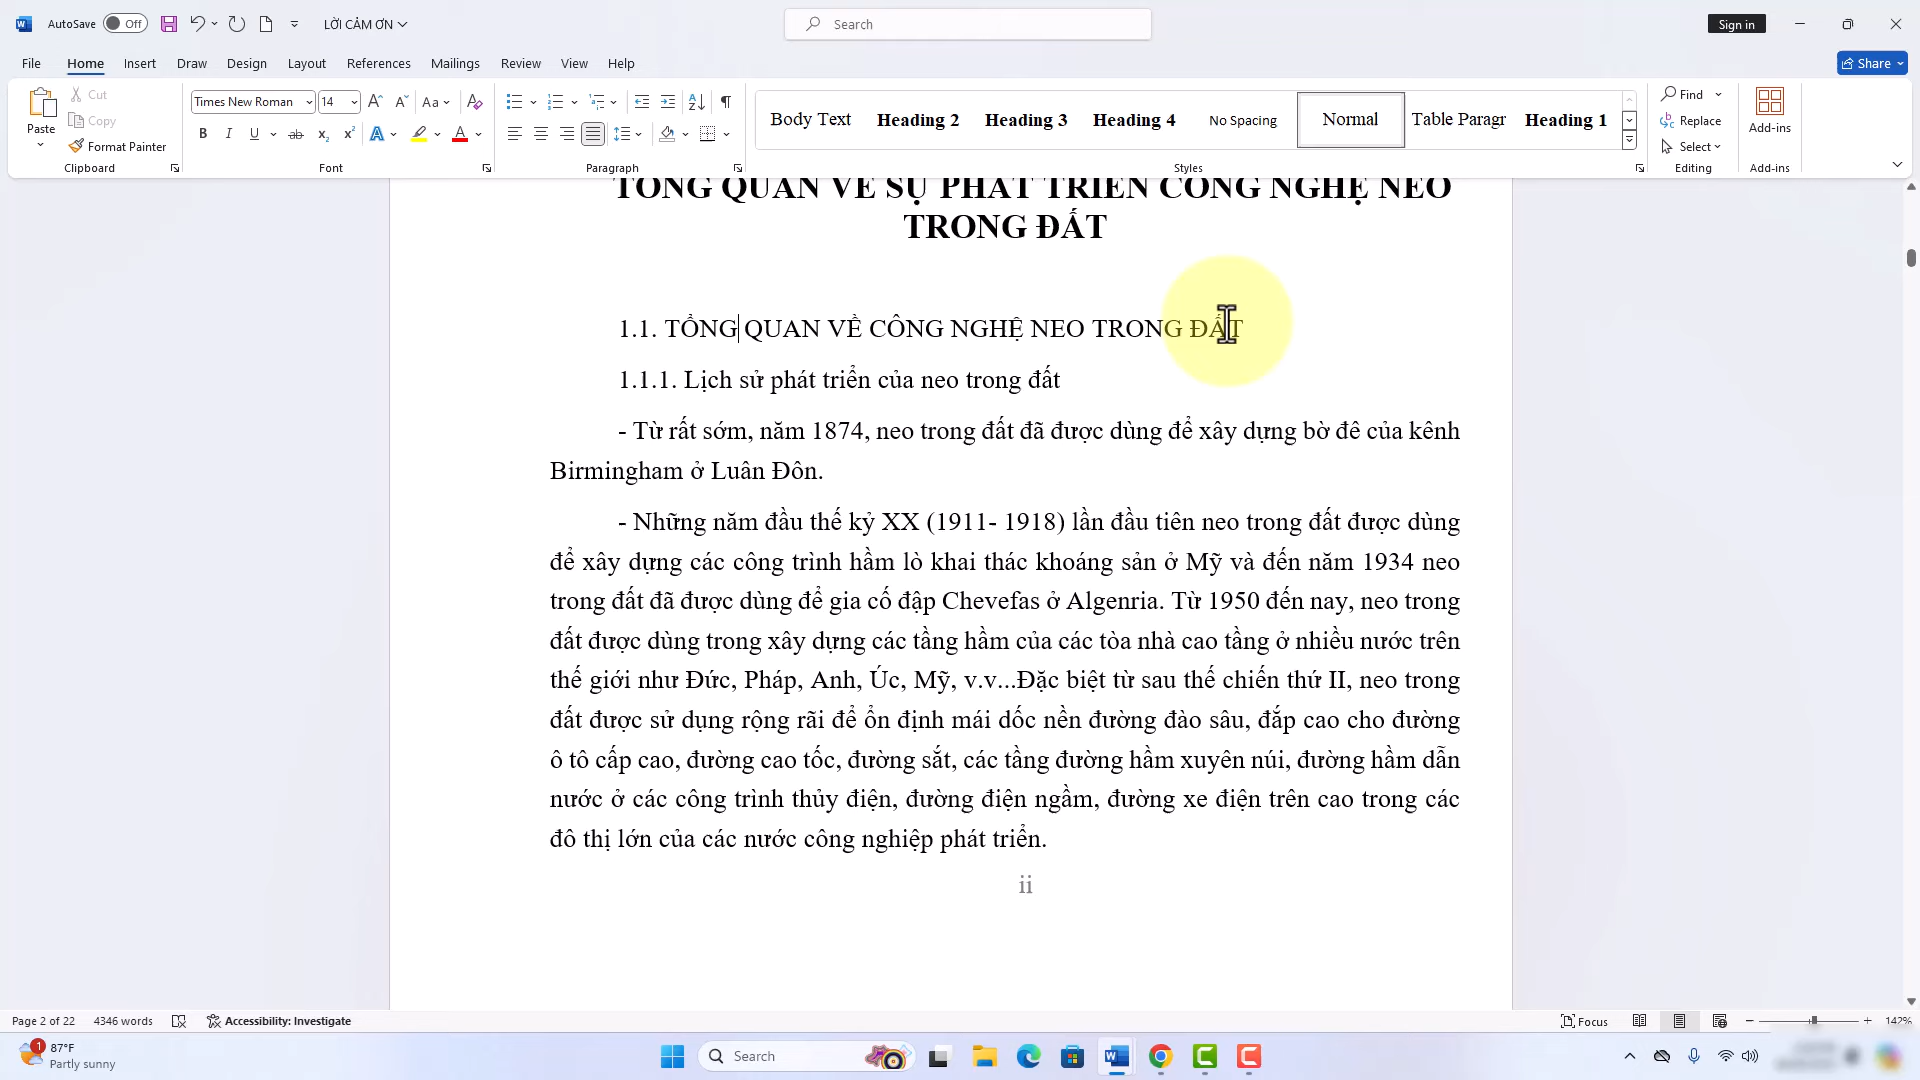 AutoSave Off LỜI CẢM ƠN Search Sign in
File Home Insert Draw Design Layout References Mailings Review View Help Share
Paste Cut Copy Format Painter
Times New Roman 14 Aa
B I U ab x₂ x² A A
Body Text Heading 2 Heading 3 Heading 4 No Spacing Normal Table Paragr Heading 1
Find Replace Select Add-ins
Clipboard Font Paragraph Styles Editing Add-ins
TỔNG QUAN VỀ SỰ PHÁT TRIỂN CÔNG NGHỆ NEO
TRONG ĐẤT
1.1. TỔNG QUAN VỀ CÔNG NGHỆ NEO TRONG ĐẤT
1.1.1. Lịch sử phát triển của neo trong đất
- Từ rất sớm, năm 1874, neo trong đất đã được dùng để xây dựng bờ đê của kênh
Birmingham ở Luân Đôn.
- Những năm đầu thế kỷ XX (1911- 1918) lần đầu tiên neo trong đất được dùng
để xây dựng các công trình hầm lò khai thác khoáng sản ở Mỹ và đến năm 1934 neo
trong đất đã được dùng để gia cố đập Chevefas ở Algenria. Từ 1950 đến nay, neo trong
đất được dùng trong xây dựng các tầng hầm của các tòa nhà cao tầng ở nhiều nước trên
thế giới như Đức, Pháp, Anh, Úc, Mỹ, v.v...Đặc biệt từ sau thế chiến thứ II, neo trong
đất được sử dụng rộng rãi để ổn định mái dốc nền đường đào sâu, đắp cao cho đường
ô tô cấp cao, đường cao tốc, đường sắt, các tầng đường hầm xuyên núi, đường hầm dẫn
nước ở các công trình thủy điện, đường điện ngầm, đường xe điện trên cao trong các
đô thị lớn của các nước công nghiệp phát triển.
ii
Page 2 of 22 4346 words Accessibility: Investigate Focus 142%
1 87°F
Partly sunny
Search